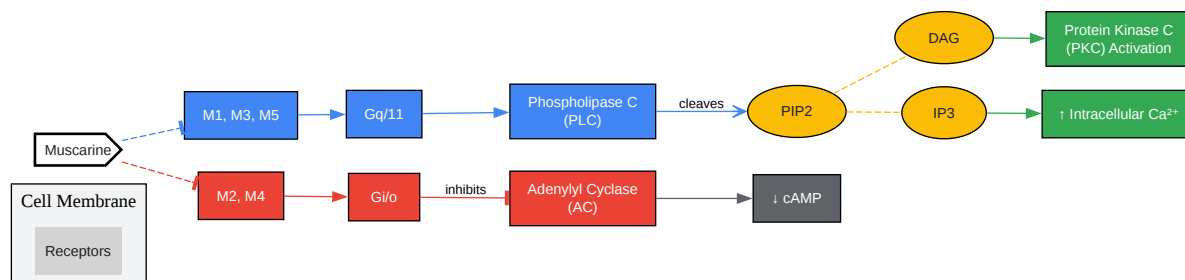 DAG
Protein Kinase C
(PKC) Activation
M1, M3, M5
Gq/11
Phospholipase C
(PLC)
cleaves
PIP2
IP3
↑ Intracellular Ca²⁺
Muscarine
M2, M4
Gi/o
inhibits
Adenylyl Cyclase
(AC)
↓ cAMP
Cell Membrane
Receptors